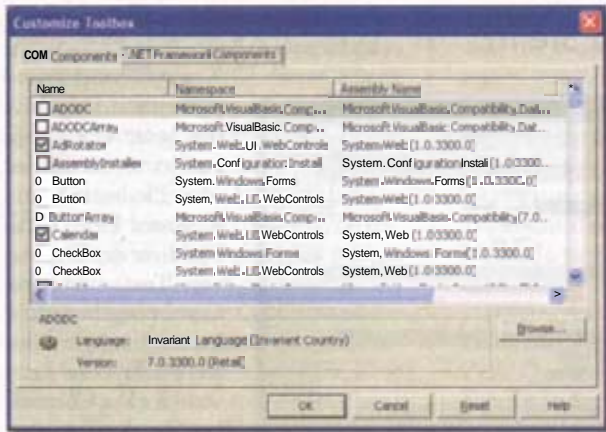 Customize Toolbox
COM Components .NET Framework Components
Name Namespace Assembly Name
ADODC Microsoft.VisualBasic.Comp... Microsoft.VisualBasic.Compatibility.Dat...
ADODCArray Microsoft.VisualBasic.Comp... Microsoft.VisualBasic.Compatibility.Dat...
AdRotator System.Web.UI.WebControls System.Web (1.0.3300.0)
AssemblyInstaller System.Configuration.Install System.Configuration.Install (1.0.3300...
0 Button System.Windows.Forms System.Windows.Forms (1.0.3300.0)
0 Button System, Web.UI.WebControls System.Web (1.0.3300.0)
D ButtonArray Microsoft.VisualBasic.Comp... Microsoft.VisualBasic.Compatibility (7.0..
Calendar System.Web.UI.WebControls System, Web (1.0.3300.0)
0 CheckBox System.Windows.Forms System, Windows.Forms (1.0.3300.0)
0 CheckBox System.Web.UI.WebControls System, Web (1.0.3300.0)
ADODC
Language: Invariant Language (Invariant Country)
Version: 7.0.3300.0 (Retail)
Browse...
OK Cancel Reset Help